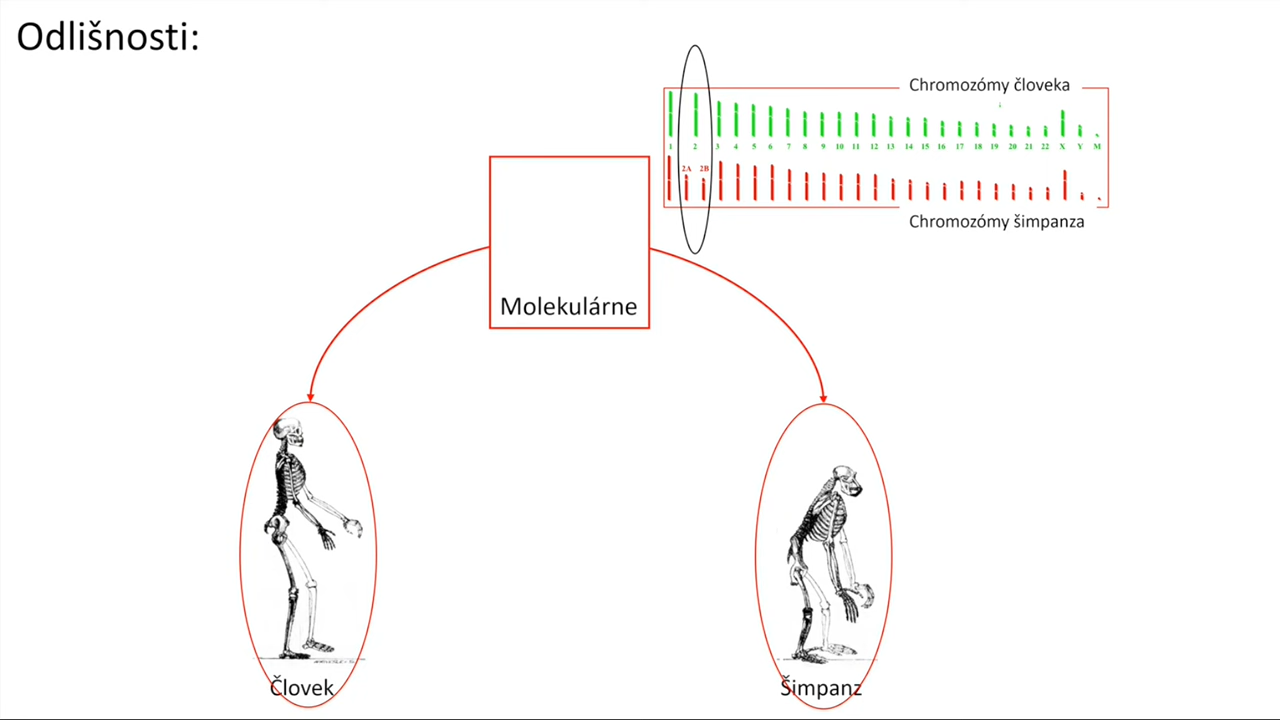 Odlišnosti:
Chromozómy človeka
1 2 3 4 5 6 7 8 9 10 11 12 13 14 15 16 17 18 19 20 21 22 X Y M
2A 2B
Chromozómy šimpanza
Molekulárne
Človek
Šimpanz